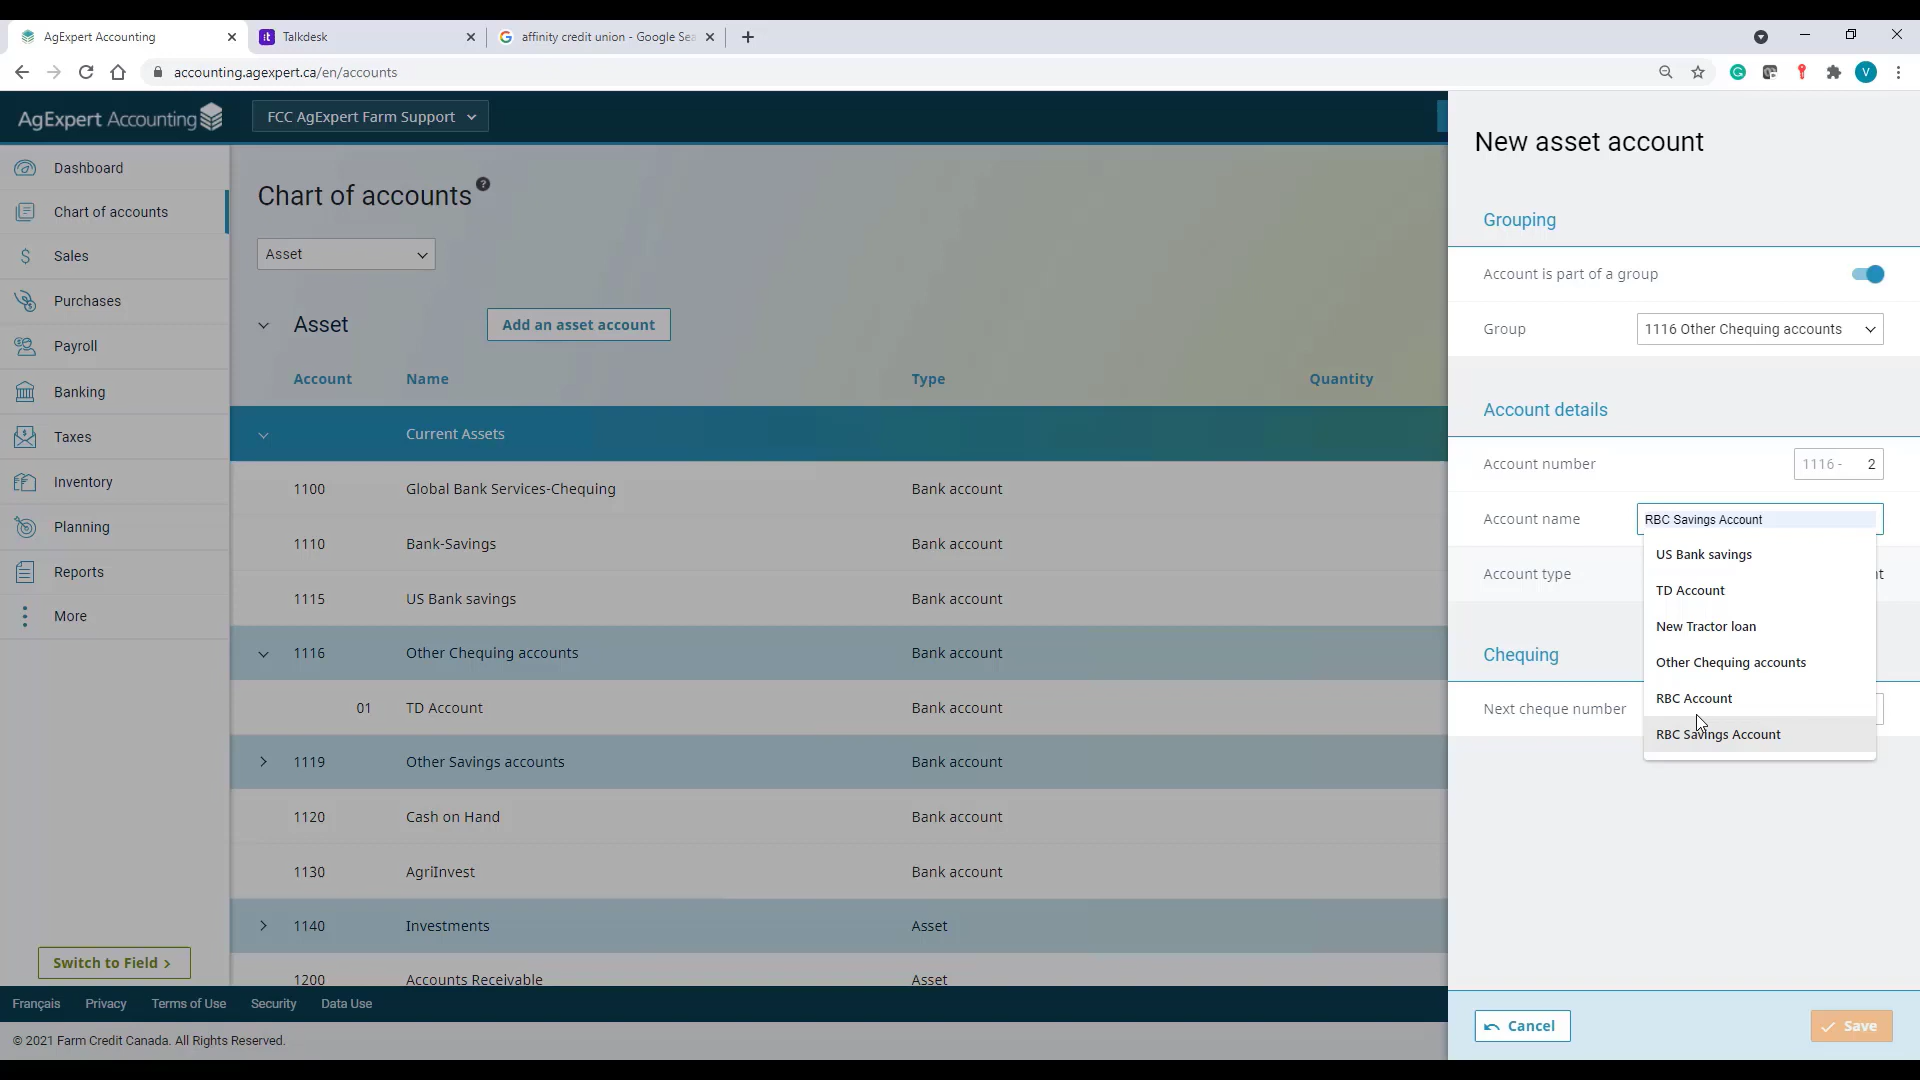 AgExpert Accounting
Talkdesk
affinity credit union - Google Sea
accounting.agexpert.ca/en/accounts
V
AgExpert Accounting
FCC AgExpert Farm Support
Dashboard
Chart of accounts
Sales
Purchases
Payroll
Banking
Taxes
Inventory
Planning
Reports
More
Switch to Field >
Chart of accounts ?
Asset
Asset
Add an asset account
Account Name Type Quantity
Current Assets
1100 Global Bank Services-Chequing Bank account
1110 Bank-Savings Bank account
1115 US Bank savings Bank account
1116 Other Chequing accounts Bank account
01 TD Account Bank account
1119 Other Savings accounts Bank account
1120 Cash on Hand Bank account
1130 AgriInvest Bank account
1140 Investments Asset
1200 Accounts Receivable Asset
New asset account
Grouping
Account is part of a group
Group 1116 Other Chequing accounts
Account details
Account number 1116 - 2
Account name RBC Savings Account
US Bank savings
Account type
TD Account
New Tractor loan
Chequing
Other Chequing accounts
RBC Account
Next cheque number
RBC Savings Account
Cancel
Save
Français Privacy Terms of Use Security Data Use
© 2021 Farm Credit Canada. All Rights Reserved.